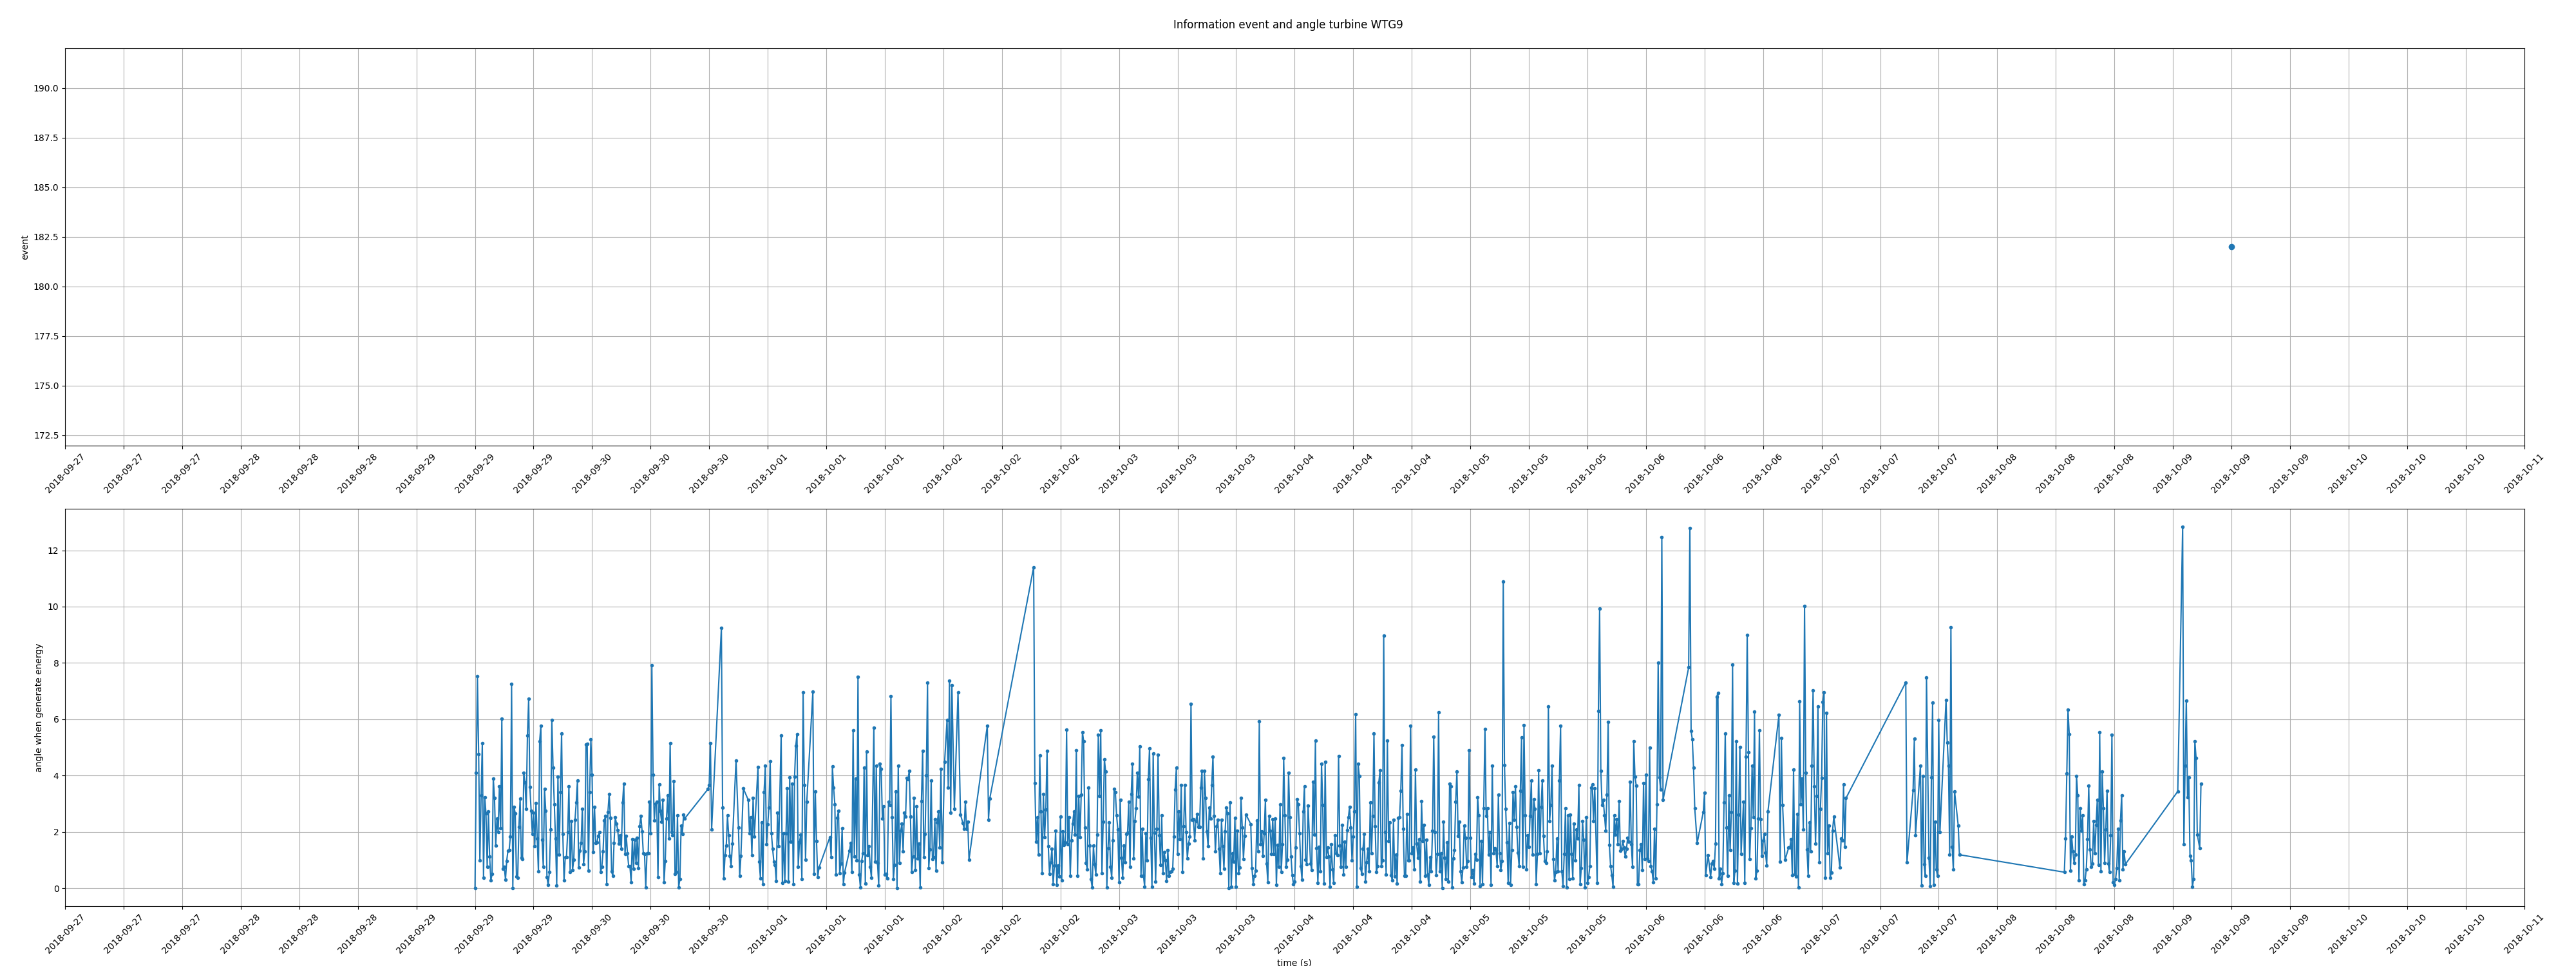 Information event and angle turbine WTG9
190.0
187.5
185.0
182.5
180.0
177.5
175.0
172.5
event
2018-09-27 2018-09-27 2018-09-27 2018-09-28 2018-09-28 2018-09-28 2018-09-29 2018-09-29 2018-09-29 2018-09-30 2018-09-30 2018-09-30 2018-10-01 2018-10-01 2018-10-01 2018-10-02 2018-10-02 2018-10-02 2018-10-03 2018-10-03 2018-10-03 2018-10-04 2018-10-04 2018-10-04 2018-10-05 2018-10-05 2018-10-05 2018-10-06 2018-10-06 2018-10-06 2018-10-07 2018-10-07 2018-10-07 2018-10-08 2018-10-08 2018-10-08 2018-10-09 2018-10-09 2018-10-09 2018-10-10 2018-10-10 2018-10-10 2018-10-11
12
10
8
6
4
2
0
angle when generate energy
2018-09-27 2018-09-27 2018-09-27 2018-09-28 2018-09-28 2018-09-28 2018-09-29 2018-09-29 2018-09-29 2018-09-30 2018-09-30 2018-09-30 2018-10-01 2018-10-01 2018-10-01 2018-10-02 2018-10-02 2018-10-02 2018-10-03 2018-10-03 2018-10-03 2018-10-04 2018-10-04 2018-10-04 2018-10-05 2018-10-05 2018-10-05 2018-10-06 2018-10-06 2018-10-06 2018-10-07 2018-10-07 2018-10-07 2018-10-08 2018-10-08 2018-10-08 2018-10-09 2018-10-09 2018-10-09 2018-10-10 2018-10-10 2018-10-10 2018-10-11
time (s)